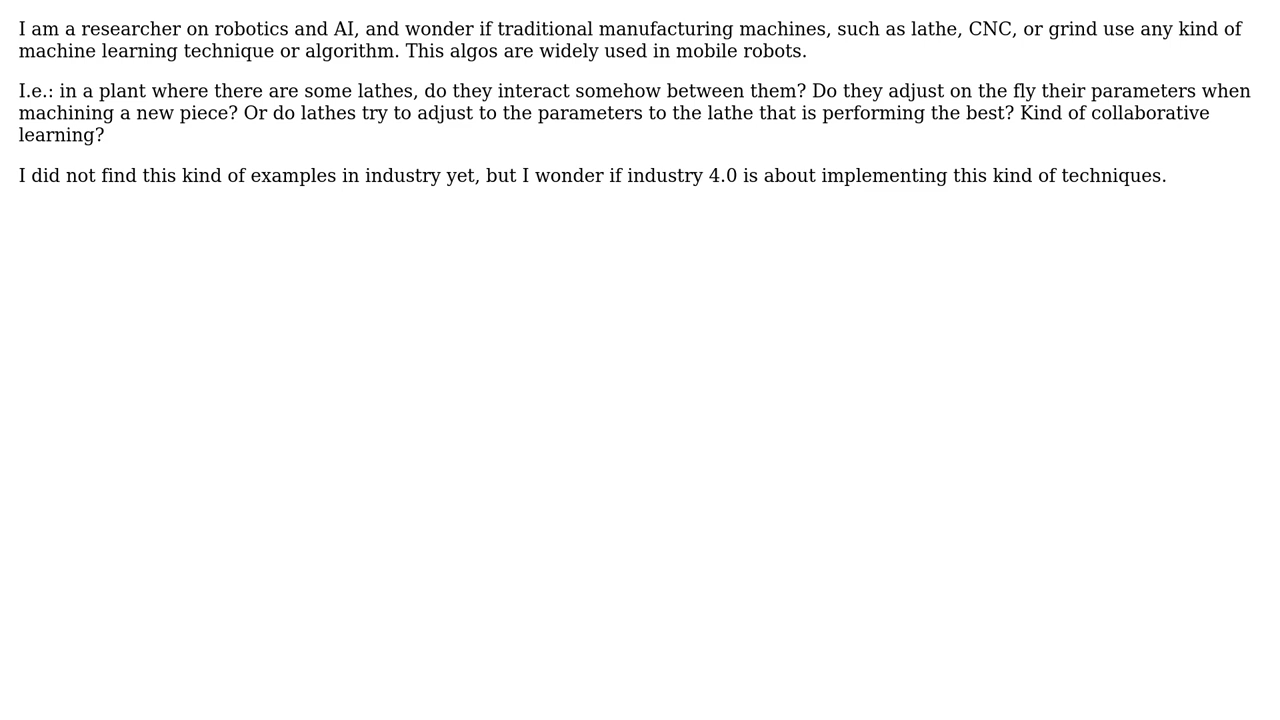 I am a researcher on robotics and AI, and wonder if traditional manufacturing machines, such as lathe, CNC, or grind use any kind of
machine learning technique or algorithm. This algos are widely used in mobile robots.
I.e.: in a plant where there are some lathes, do they interact somehow between them? Do they adjust on the fly their parameters when
machining a new piece? Or do lathes try to adjust to the parameters to the lathe that is performing the best? Kind of collaborative
learning?
I did not find this kind of examples in industry yet, but I wonder if industry 4.0 is about implementing this kind of techniques.